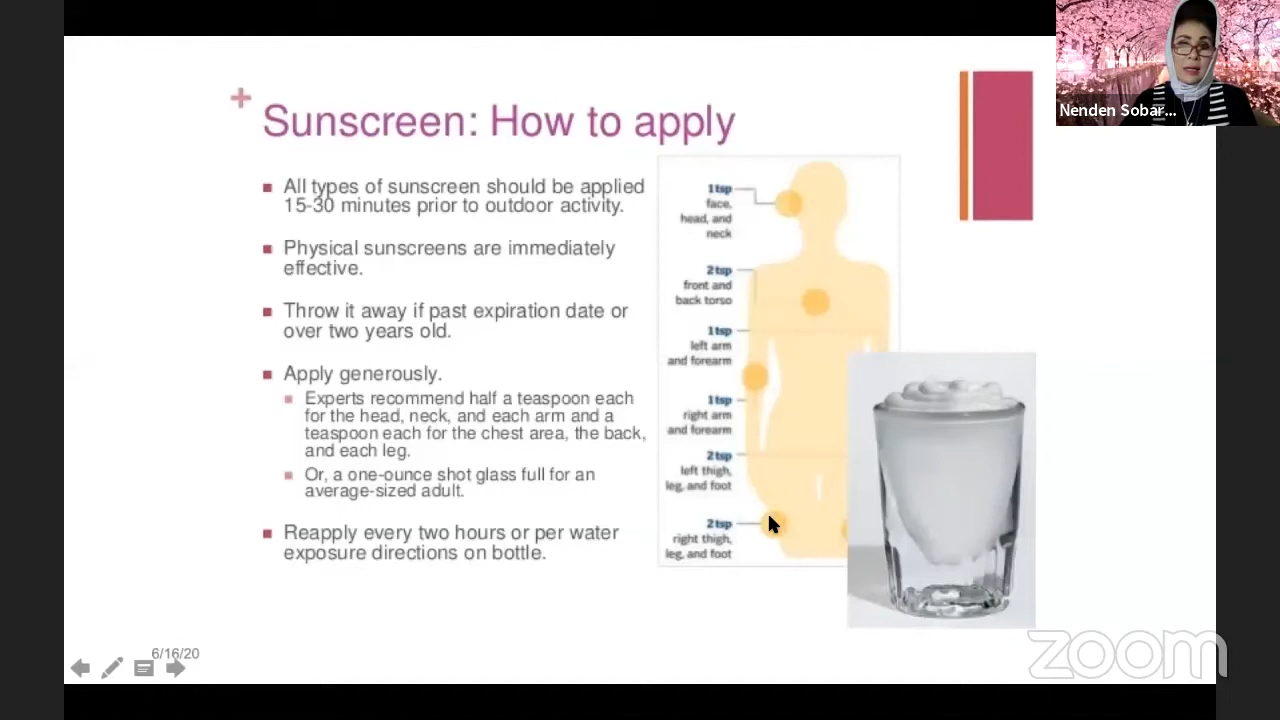 Nenden Sobar...
+ Sunscreen: How to apply
All types of sunscreen should be applied
15-30 minutes prior to outdoor activity.
Physical sunscreens are immediately
effective.
Throw it away if past expiration date or
over two years old.
Apply generously.
Experts recommend half a teaspoon each
for the head, neck, and each arm and a
teaspoon each for the chest area, the back,
and each leg.
Or, a one-ounce shot glass full for an
average-sized adult.
Reapply every two hours or per water
exposure directions on bottle.
1 tsp
face,
head, and
neck
2 tsp
front and
back torso
1 tsp
left arm
and forearm
1 tsp
right arm
and forearm
2 tsp
left thigh,
leg, and foot
2 tsp
right thigh,
leg, and foot
6/16/20
zoom